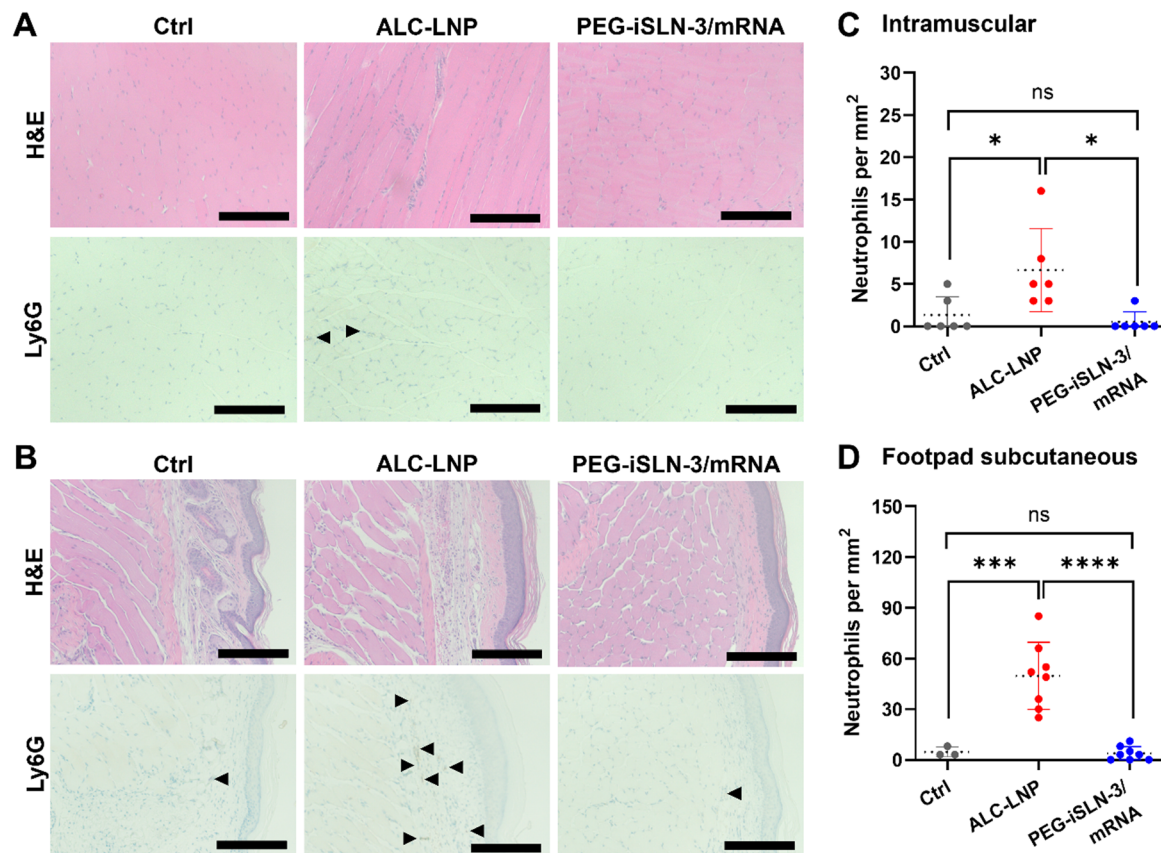 A
Ctrl
ALC-LNP
PEG-iSLN-3/mRNA
H&E
Ly6G
B
Ctrl
ALC-LNP
PEG-iSLN-3/mRNA
H&E
Ly6G
C Intramuscular
Neutrophils per mm²
30
25
20
15
10
5
0
ns
*
*
Ctrl
ALC-LNP
PEG-iSLN-3/
mRNA
D Footpad subcutaneous
Neutrophils per mm²
150
120
90
60
30
0
ns
***
****
Ctrl
ALC-LNP
PEG-iSLN-3/
mRNA